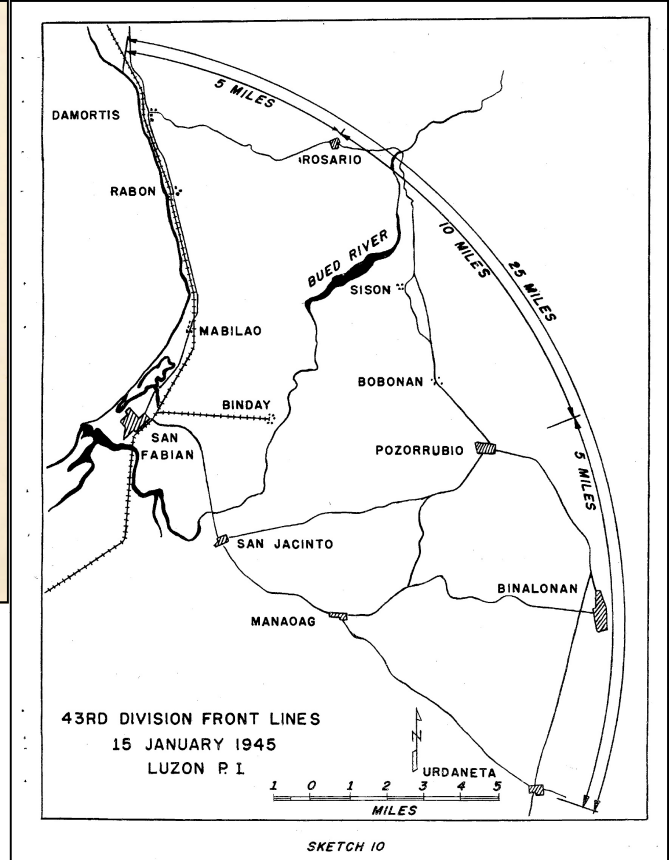 5 MILES
DAMORTIS
ROSARIO
RABON
10 MILES
25 MILES
BUED RIVER
SISON
MABILAO
BOBONAN
BINDAY
SAN
FABIAN
POZORRUBIO
5 MILES
SAN JACINTO
BINALONAN
MANAOAG
43RD DIVISION FRONT LINES
15 JANUARY 1945
LUZON P. I.
N
URDANETA
1 0 1 2 3 4 5
MILES
SKETCH 10